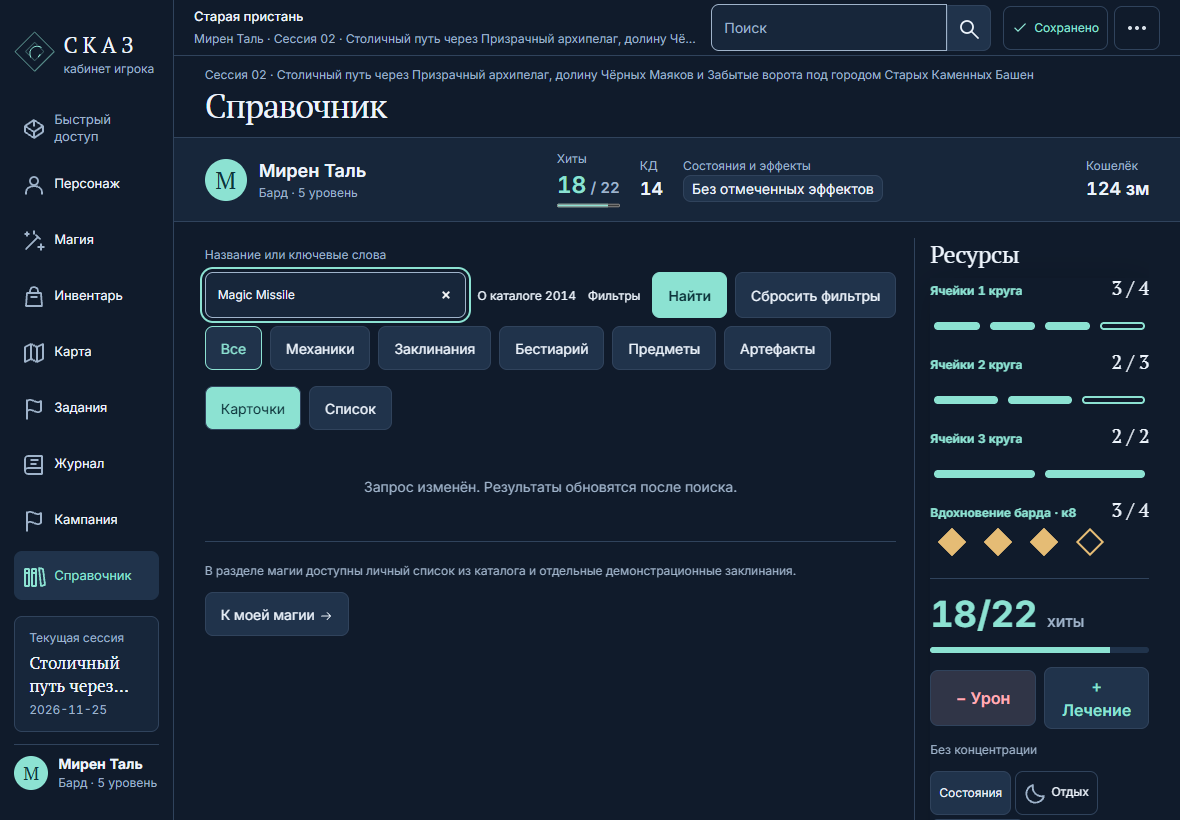 СКАЗ
кабинет игрока
Быстрый
доступ
Персонаж
Магия
Инвентарь
Карта
Задания
Журнал
Кампания
Справочник
Текущая сессия
Столичный
путь через...
2026-11-25
М
Мирен Таль
Бард · 5 уровень
Старая пристань
Мирен Таль · Сессия 02 · Столичный путь через Призрачный архипелаг, долину Чё...
Поиск
Сохранено
Сессия 02 · Столичный путь через Призрачный архипелаг, долину Чёрных Маяков и Забытые ворота под городом Старых Каменных Башен
Справочник
М
Мирен Таль
Бард · 5 уровень
Хиты
18 / 22
КД
14
Состояния и эффекты
Без отмеченных эффектов
Кошелёк
124 зм
Название или ключевые слова
Magic Missile ×
О каталоге 2014
Фильтры
Найти
Сбросить фильтры
Все
Механики
Заклинания
Бестиарий
Предметы
Артефакты
Карточки
Список
Запрос изменён. Результаты обновятся после поиска.
В разделе магии доступны личный список из каталога и отдельные демонстрационные заклинания.
К моей магии →
Ресурсы
Ячейки 1 круга 3 / 4
Ячейки 2 круга 2 / 3
Ячейки 3 круга 2 / 2
Вдохновение барда · к8 3 / 4
18/22 хиты
− Урон
+
Лечение
Без концентрации
Состояния
Отдых